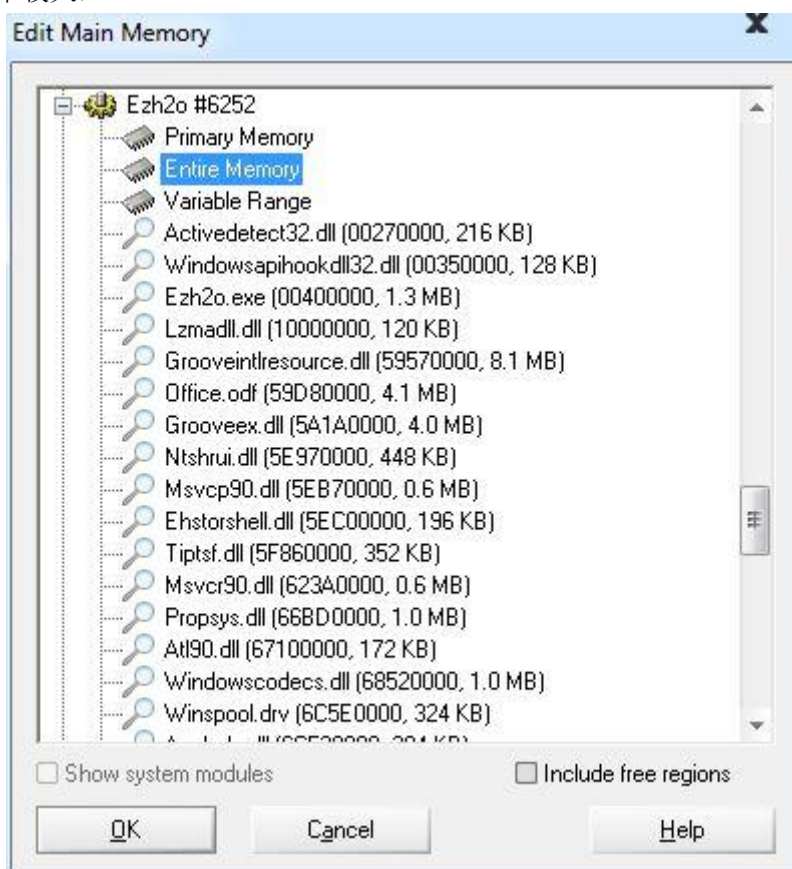 Edit Main Memory
Ezh2o #6252
Primary Memory
Entire Memory
Variable Range
Activedetect32.dll (00270000, 216 KB)
Windowsapihookdll32.dll (00350000, 128 KB)
Ezh2o.exe (00400000, 1.3 MB)
Lzmadll.dll (10000000, 120 KB)
Grooveintlresource.dll (59570000, 8.1 MB)
Office.odf (59D80000, 4.1 MB)
Grooveex.dll (5A1A0000, 4.0 MB)
Ntshrui.dll (5E970000, 448 KB)
Msvcp90.dll (5EB70000, 0.6 MB)
Ehstorshell.dll (5EC00000, 196 KB)
Tiptsf.dll (5F860000, 352 KB)
Msvcr90.dll (623A0000, 0.6 MB)
Propsys.dll (66BD0000, 1.0 MB)
Atl90.dll (67100000, 172 KB)
Windowscodecs.dll (68520000, 1.0 MB)
Winspool.drv (6C5E0000, 324 KB)
Show system modules
Include free regions
OK
Cancel
Help